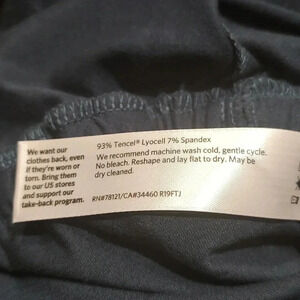 We want our
clothes back, even
if they're worn or
torn. Bring them
to our US stores
and support our
take-back program.
93% Tencel® Lyocell 7% Spandex
We recommend machine wash cold, gentle cycle.
No bleach. Reshape and lay flat to dry. May be
dry cleaned.
RN#78121/CA#34460 R19FTJ